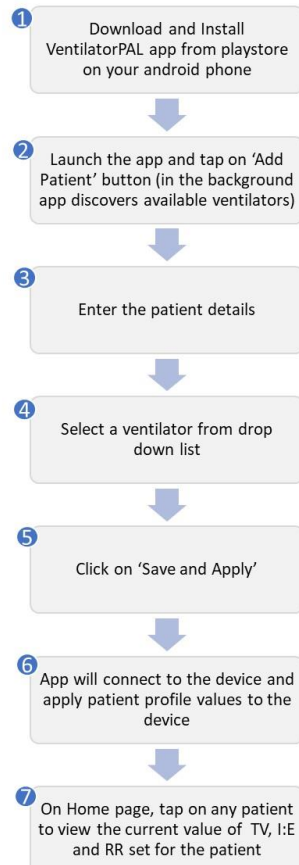 1
Download and Install
VentilatorPAL app from playstore
on your android phone
2
Launch the app and tap on ‘Add
Patient’ button (in the background
app discovers available ventilators)
3
Enter the patient details
4
Select a ventilator from drop
down list
5
Click on ‘Save and Apply’
6
App will connect to the device and
apply patient profile values to the
device
7
On Home page, tap on any patient
to view the current value of TV, I:E
and RR set for the patient